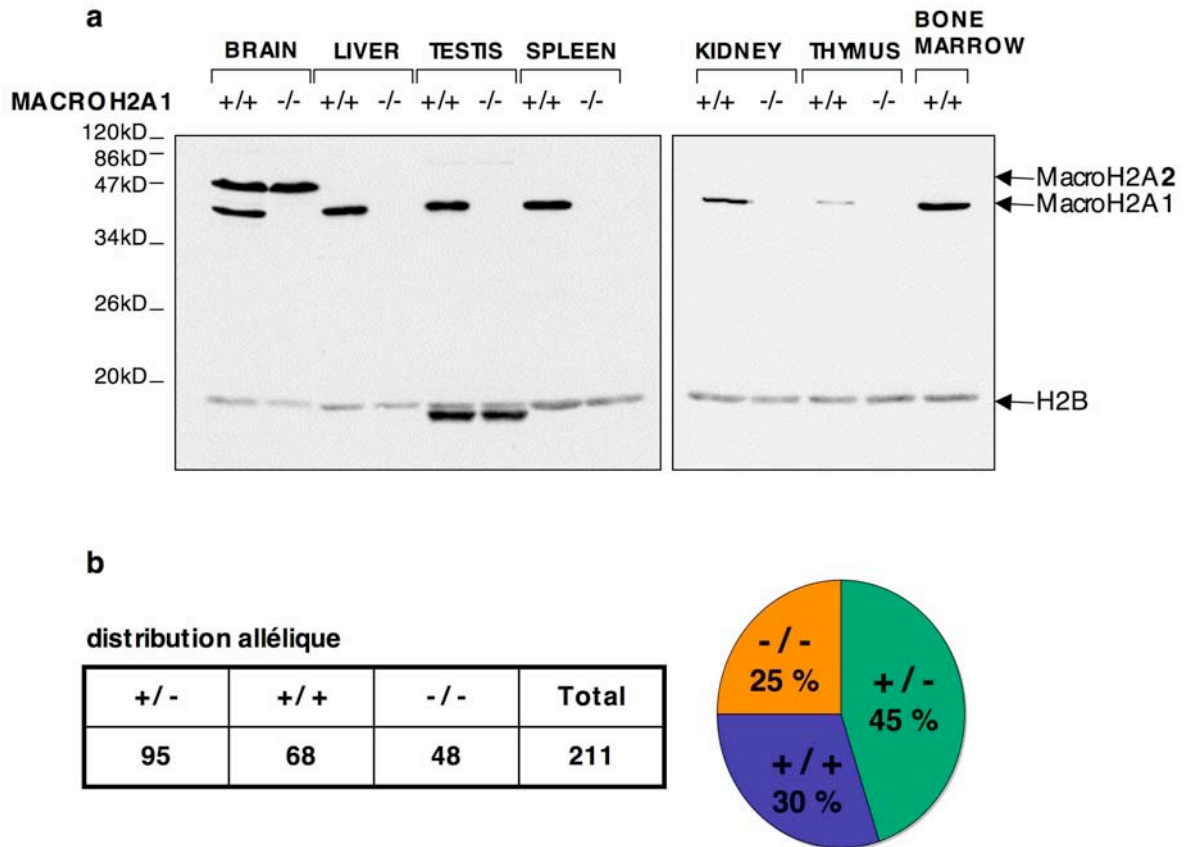 a
BRAIN LIVER TESTIS SPLEEN KIDNEY THYMUS BONE MARROW
MACROH2A1 +/+ -/- +/+ -/- +/+ -/- +/+ -/- +/+ -/- +/+ -/- +/+
120kD
86kD
47kD
34kD
26kD
20kD
MacroH2A2
MacroH2A1
H2B
b
distribution allélique
+/- +/+ -/- Total
95 68 48 211
-/-
25 %
+/-
45 %
+/+
30 %